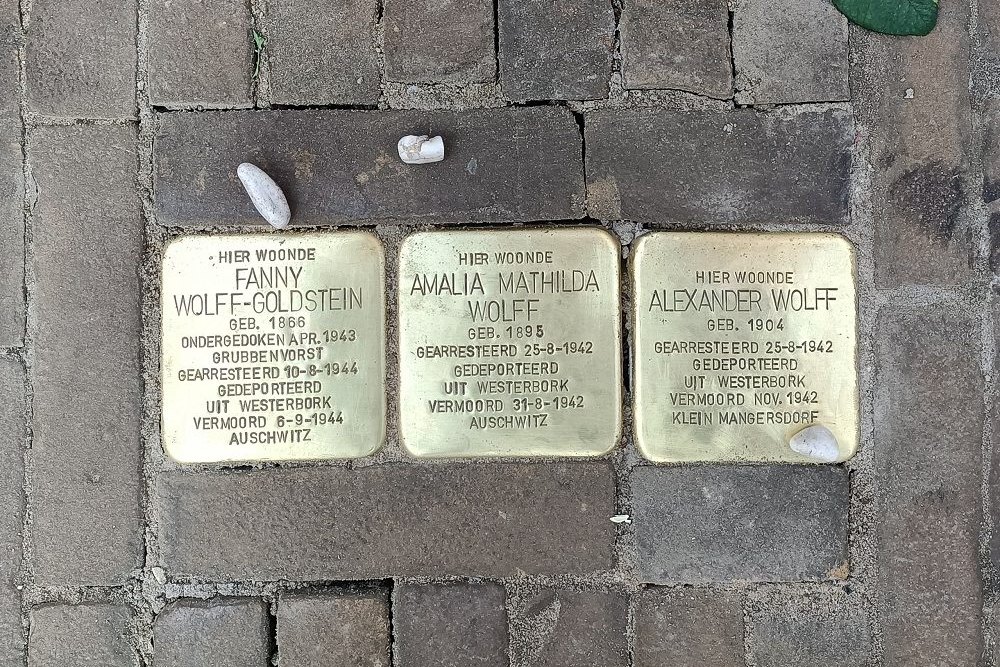 HIER WOONDE
FANNY
WOLFF-GOLDSTEIN
GEB. 1866
ONDERGEDOKEN APR. 1943
GRUBBENVORST
GEARRESTEERD 10-8-1944
GEDEPORTEERD
UIT WESTERBORK
VERMOORD 6-9-1944
AUSCHWITZ
HIER WOONDE
AMALIA MATHILDA
WOLFF
GEB. 1895
GEARRESTEERD 25-8-1942
GEDEPORTEERD
UIT WESTERBORK
VERMOORD 31-8-1942
AUSCHWITZ
HIER WOONDE
ALEXANDER WOLFF
GEB. 1904
GEARRESTEERD 25-8-1942
GEDEPORTEERD
UIT WESTERBORK
VERMOORD NOV. 1942
KLEIN MANGERSDORF